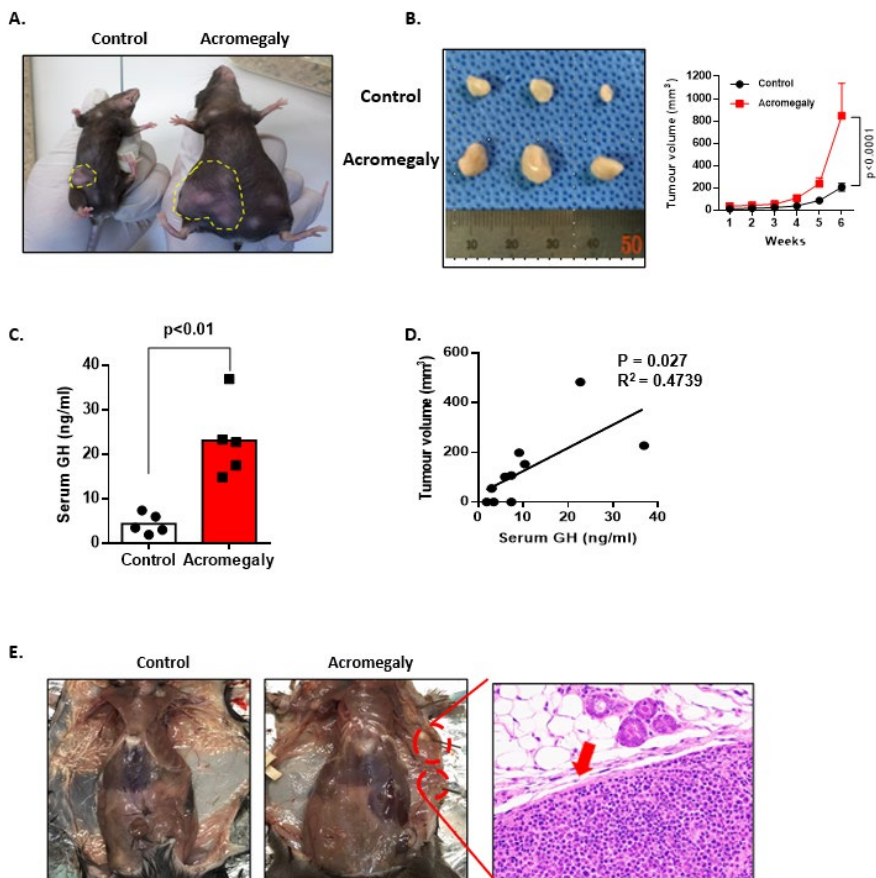 A.
Control Acromegaly
B.
Control
Acromegaly
10 20 30 40 50
Tumour volume (mm³)
1200
1000
800
600
400
200
0
1 2 3 4 5 6
Weeks
Control
Acromegaly
p<0.0001
C.
p<0.01
Serum GH (ng/ml)
40
30
20
10
0
Control Acromegaly
D.
P = 0.027
R² = 0.4739
Tumour volume (mm³)
600
400
200
0
0 10 20 30 40
Serum GH (ng/ml)
E.
Control Acromegaly